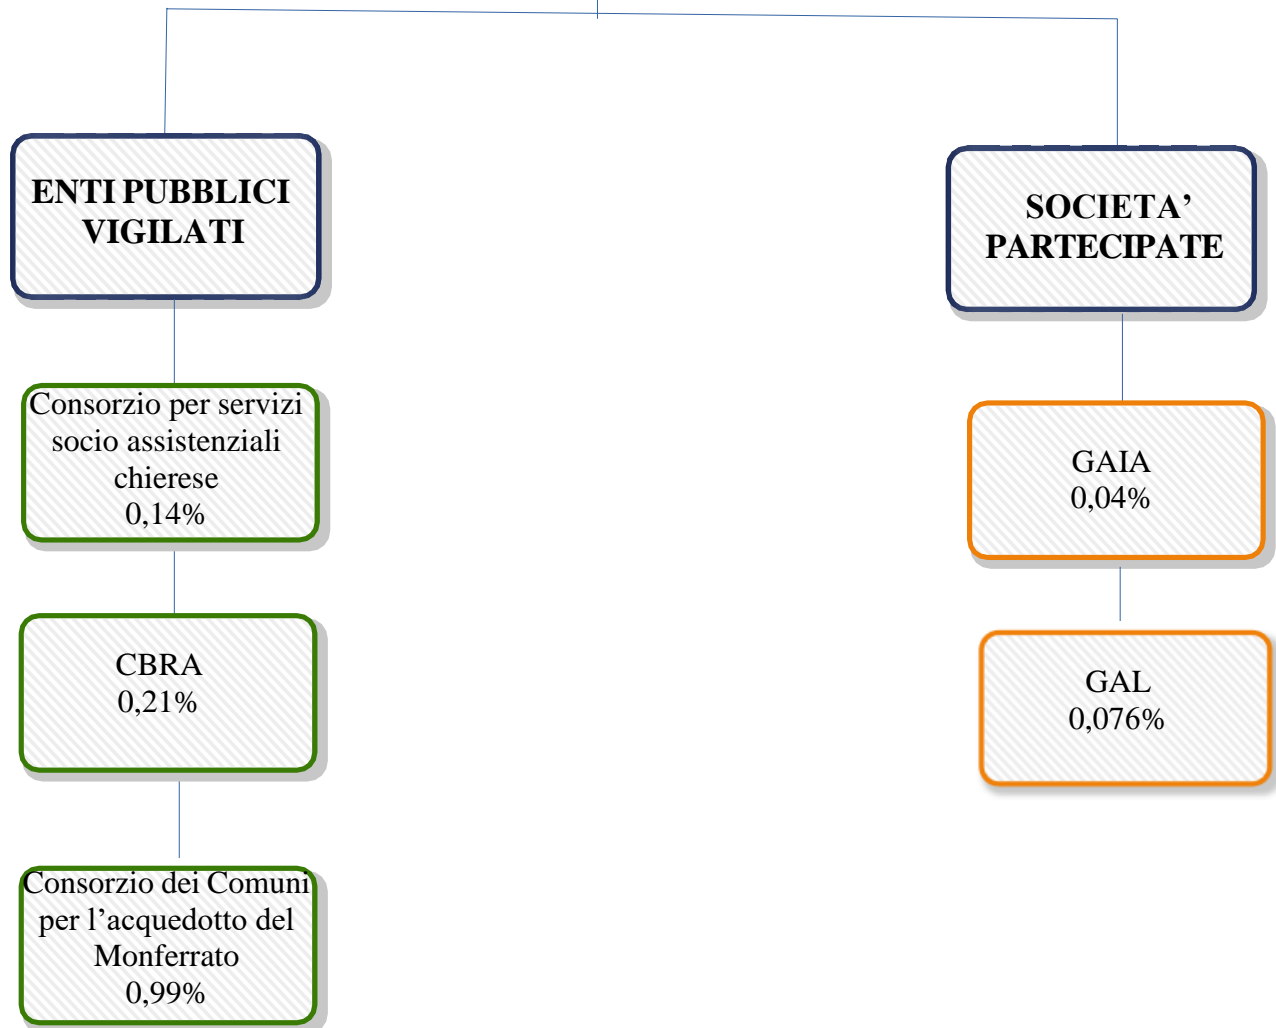 ENTI PUBBLICI
VIGILATI
Consorzio per servizi
socio assistenziali
chierese
0,14%
CBRA
0,21%
Consorzio dei Comuni
per l’acquedotto del
Monferrato
0,99%
SOCIETA’
PARTECIPATE
GAIA
0,04%
GAL
0,076%